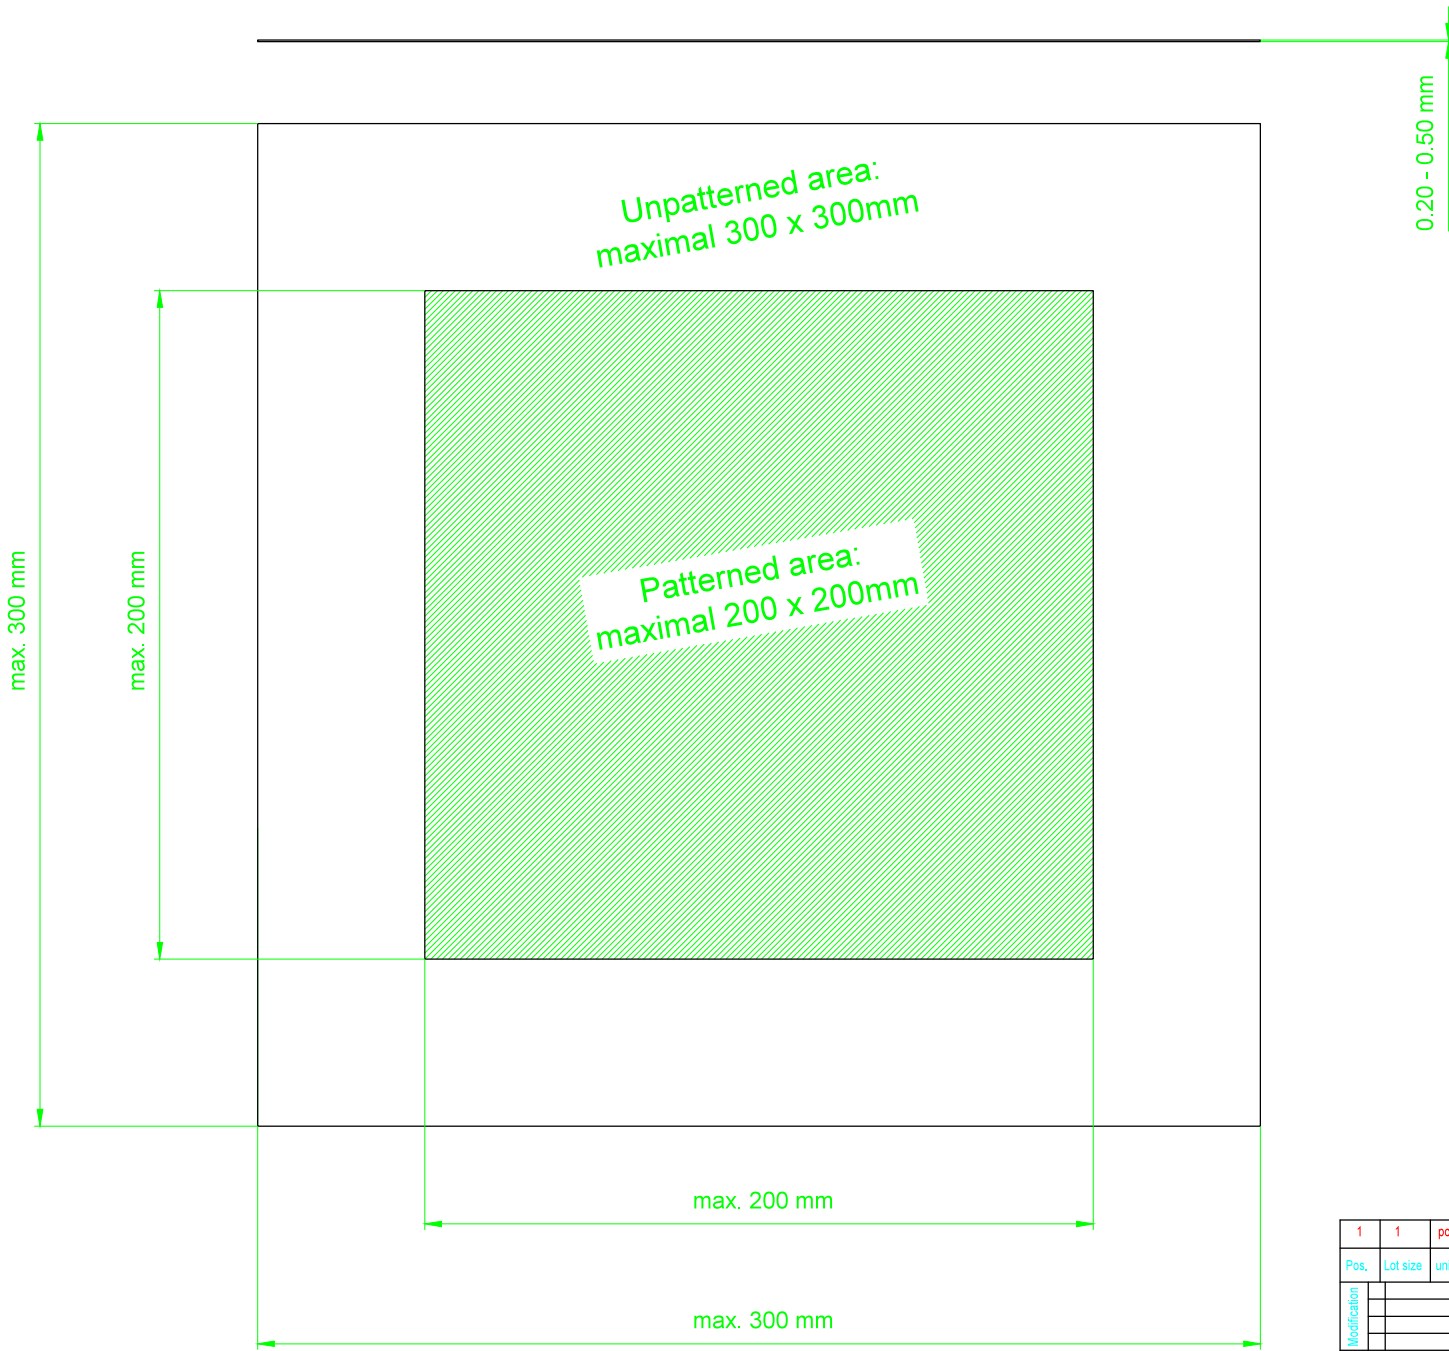 0.20 - 0.50 mm
Unpatterned area:
maximal 300 x 300mm
max. 300 mm
max. 200 mm
Patterned area:
maximal 200 x 200mm
max. 200 mm
max. 300 mm
1 1
Pos. Lot size
Modification